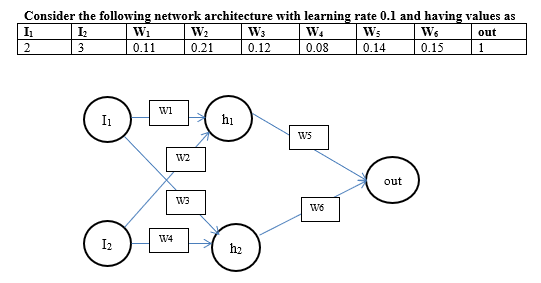 Consider the following network architecture with learning rate 0.1 and having values as
I₁ I₂ W₁ W₂ W₃ W₄ W₅ W₆ out
2 3 0.11 0.21 0.12 0.08 0.14 0.15 1
W1
I₁ h₁
W5
W2
out
W3
W6
W4
I₂ h₂